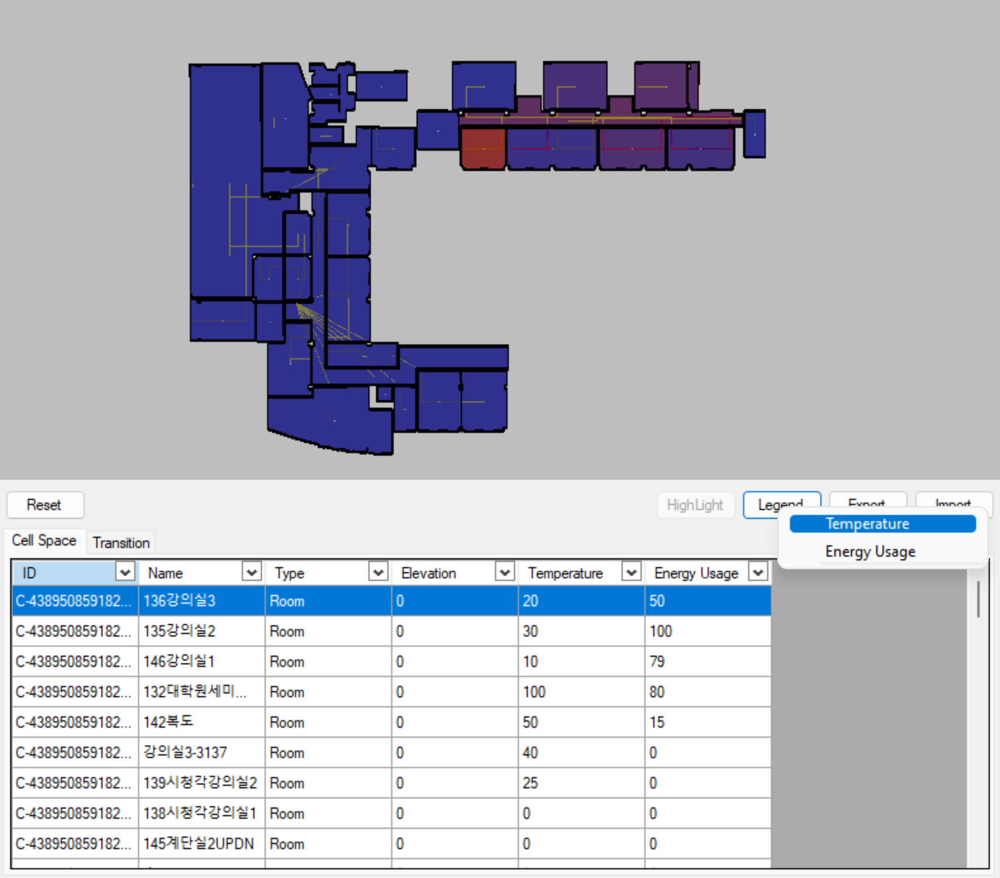 Reset HighLight Legend Export Import
Temperature
Energy Usage
Cell Space Transition
ID Name Type Elevation Temperature Energy Usage
C-438950859182... 136강의실3 Room 0 20 50
C-438950859182... 135강의실2 Room 0 30 100
C-438950859182... 146강의실1 Room 0 10 79
C-438950859182... 132대학원세미... Room 0 100 80
C-438950859182... 142복도 Room 0 50 15
C-438950859182... 강의실3-3137 Room 0 40 0
C-438950859182... 139시청각강의실2 Room 0 25 0
C-438950859182... 138시청각강의실1 Room 0 0 0
C-438950859182... 145계단실2UPDN Room 0 0 0